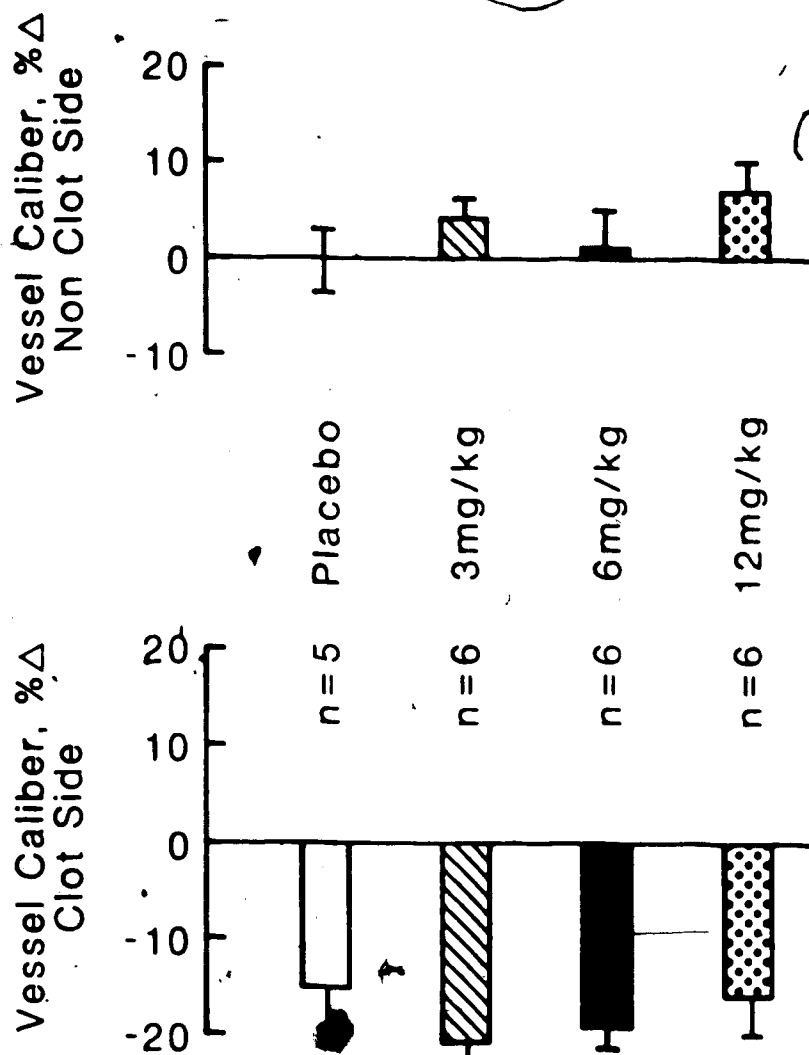 Vessel Caliber, %Δ
Non Clot Side
20
10
0
-10
Placebo
3mg/kg
6mg/kg
12mg/kg
n=5
n=6
n=6
n=6
Vessel Caliber, %Δ
Clot Side
20
10
0
-10
-20